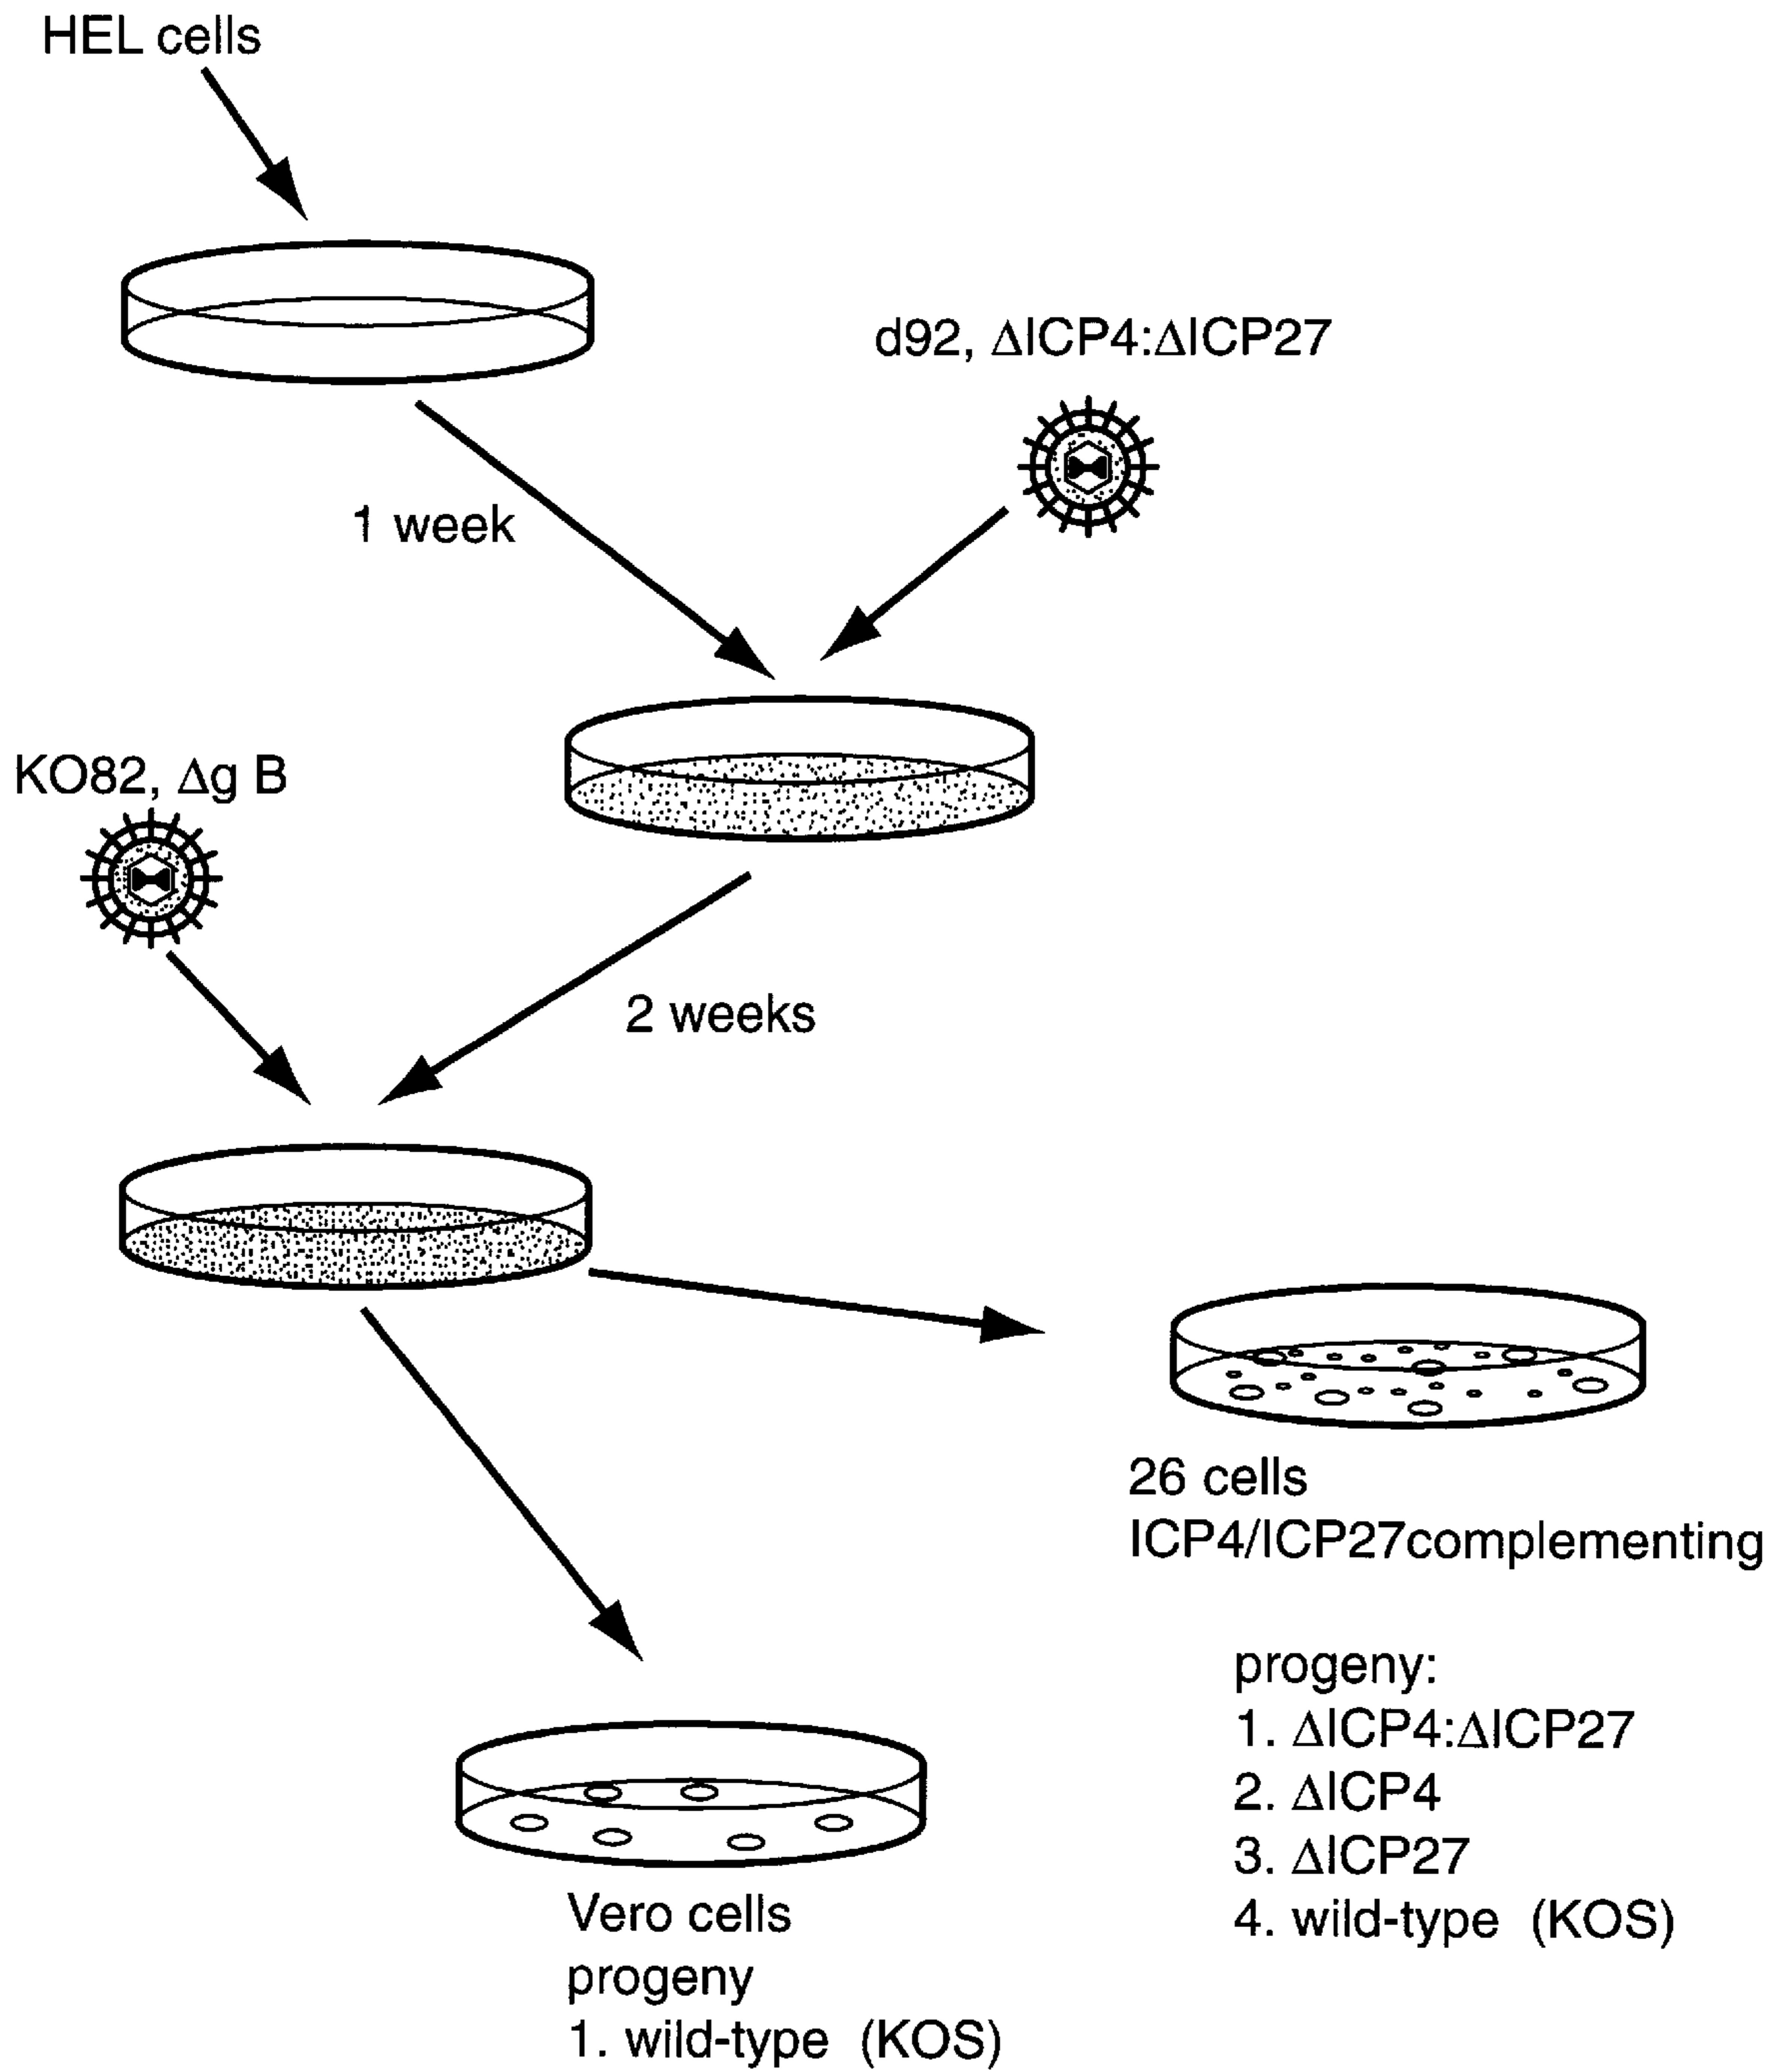 HEL cells
d92, ΔICP4:ΔICP27
1 week
KO82, Δg B
2 weeks
26 cells
ICP4/ICP27complementing
progeny:
1. ΔICP4:ΔICP27
2. ΔICP4
3. ΔICP27
4. wild-type (KOS)
Vero cells
progeny
1. wild-type (KOS)